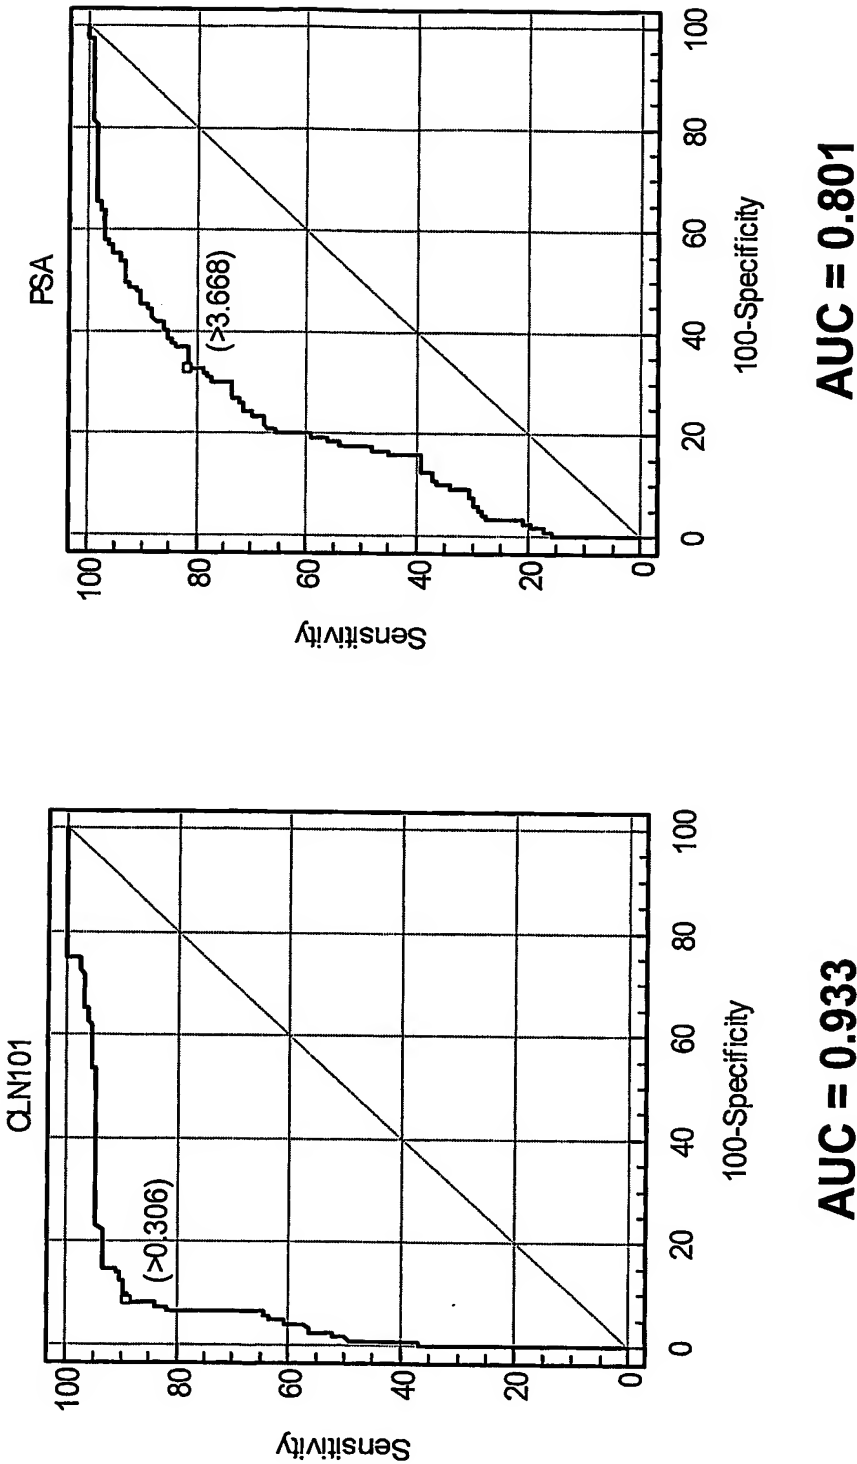 CLN101
100
80
60
40
20
0
Sensitivity
(>0.306)
0 20 40 60 80 100
100-Specificity
AUC = 0.933
PSA
100
80
60
40
20
0
Sensitivity
(>3.668)
0 20 40 60 80 100
100-Specificity
AUC = 0.801